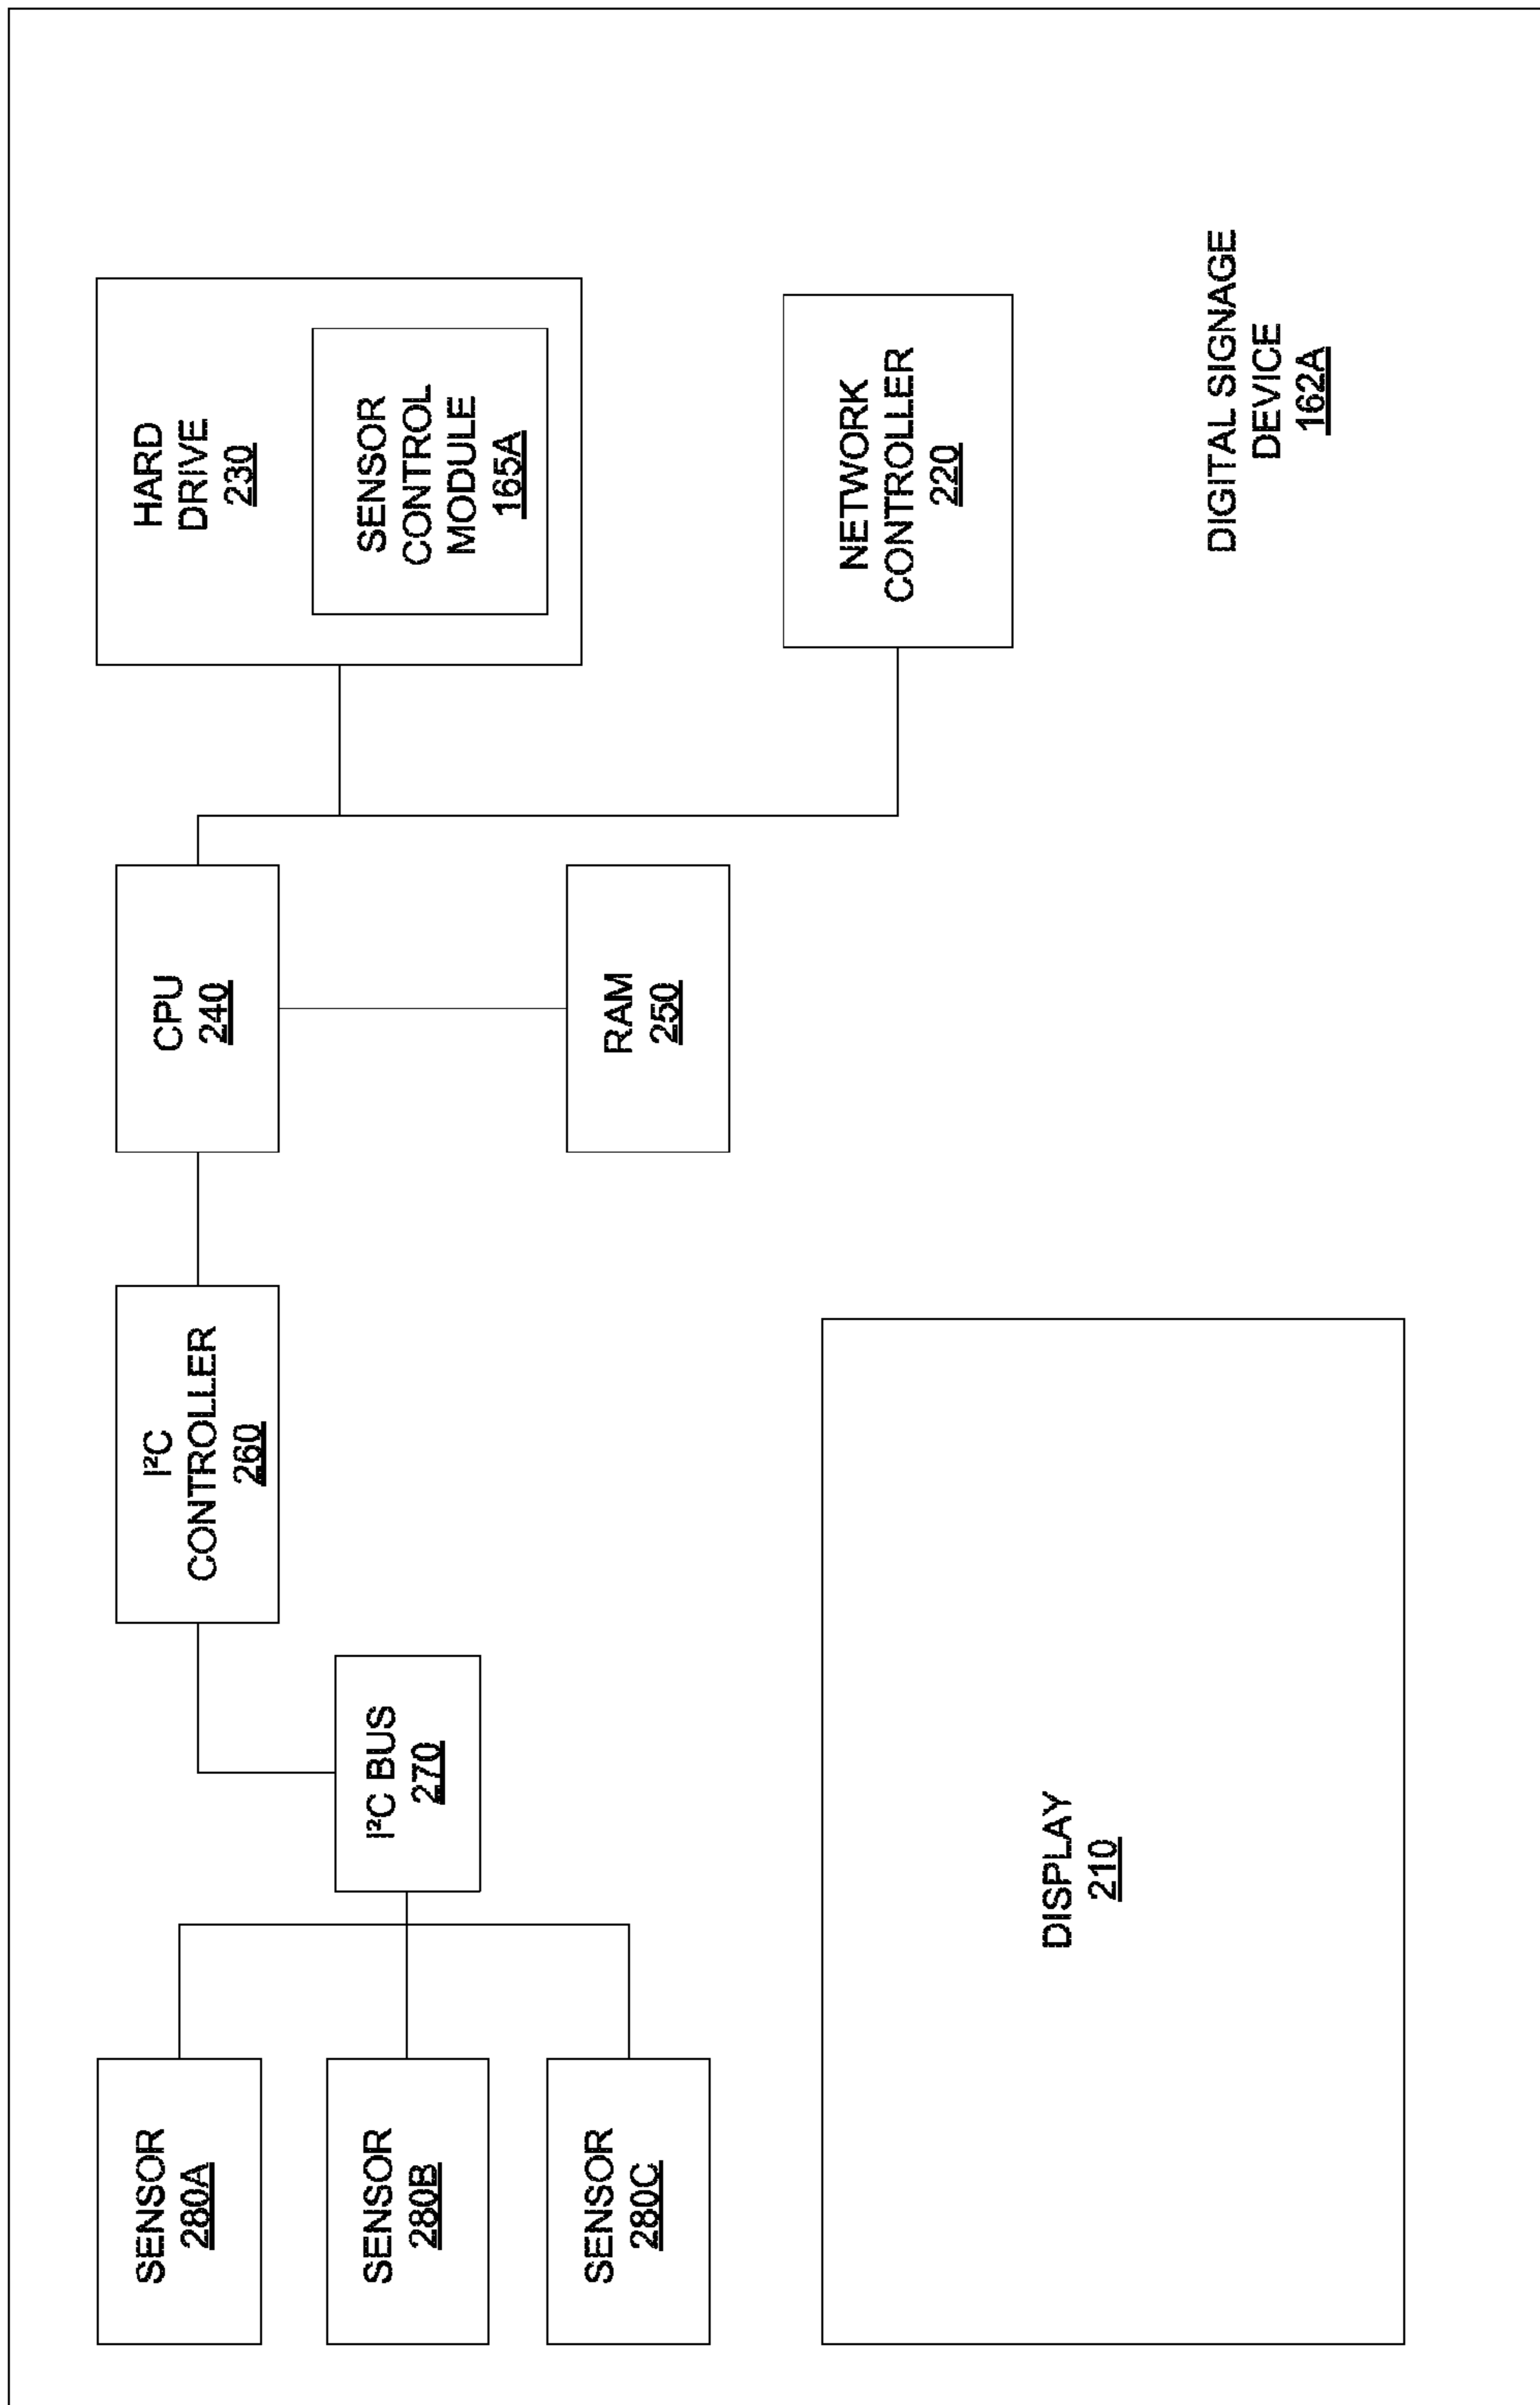 SENSOR
280A
SENSOR
280B
SENSOR
280C
I²C BUS
270
I²C
CONTROLLER
260
CPU
240
RAM
250
HARD
DRIVE
230
SENSOR
CONTROL
MODULE
165A
NETWORK
CONTROLLER
220
DISPLAY
210
DIGITAL SIGNAGE
DEVICE
162A